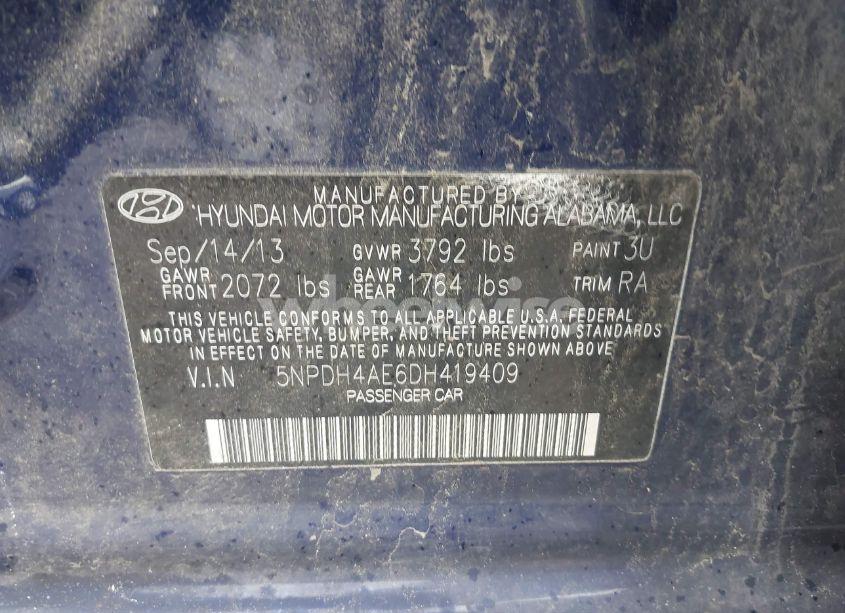 MANUFACTURED BY
HYUNDAI MOTOR MANUFACTURING ALABAMA, LLC
Sep/14/13 GVWR 3792 lbs PAINT 3U
GAWR FRONT 2072 lbs GAWR REAR 1764 lbs TRIM RA
THIS VEHICLE CONFORMS TO ALL APPLICABLE U.S.A. FEDERAL
MOTOR VEHICLE SAFETY, BUMPER, AND THEFT PREVENTION STANDARDS
IN EFFECT ON THE DATE OF MANUFACTURE SHOWN ABOVE
V.I.N 5NPDH4AE6DH419409
PASSENGER CAR
wheelwise